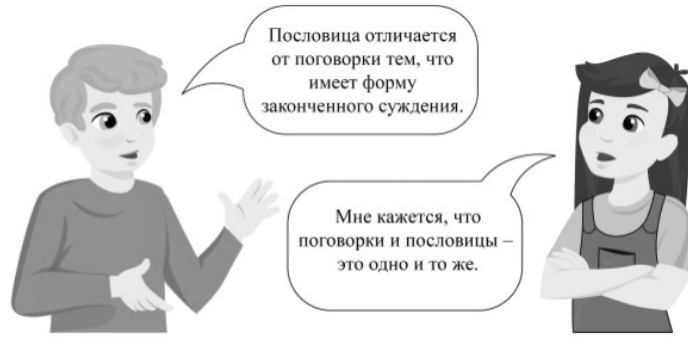 Пословица отличается
от поговорки тем, что
имеет форму
законченного суждения.
Мне кажется, что
поговорки и пословицы –
это одно и то же.